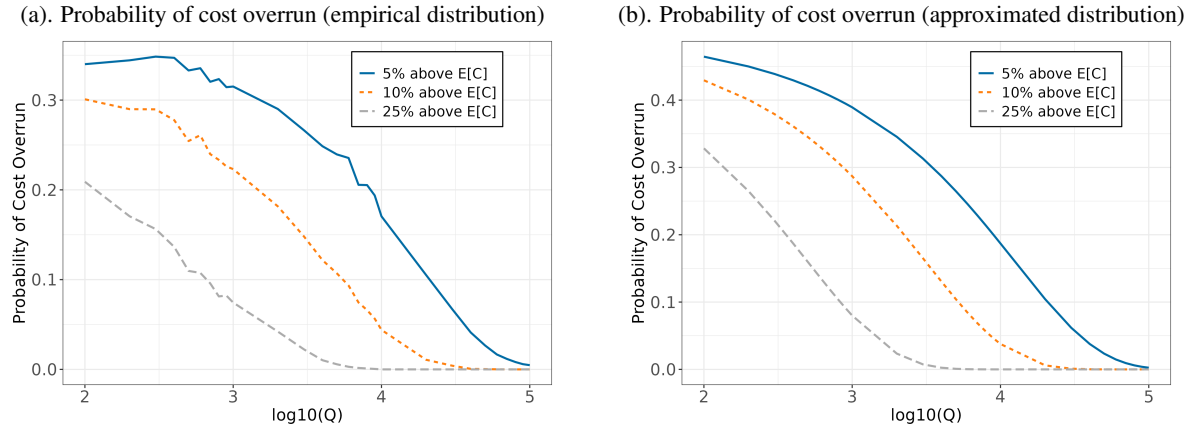 (a). Probability of cost overrun (empirical distribution)
Probability of Cost Overrun
0.3
0.2
0.1
0.0
5% above E[C]
10% above E[C]
25% above E[C]
2 3 4 5
log10(Q)
(b). Probability of cost overrun (approximated distribution)
Probability of Cost Overrun
0.4
0.3
0.2
0.1
0.0
5% above E[C]
10% above E[C]
25% above E[C]
2 3 4 5
log10(Q)